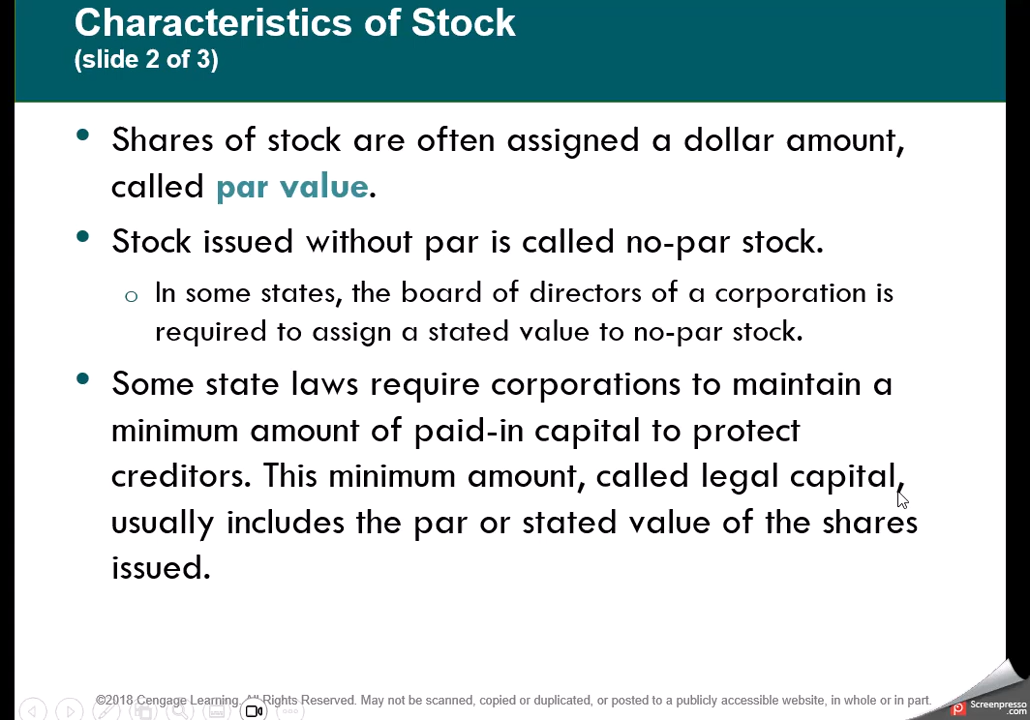 Characteristics of Stock
(slide 2 of 3)
• Shares of stock are often assigned a dollar amount,
called par value.
• Stock issued without par is called no-par stock.
o In some states, the board of directors of a corporation is
required to assign a stated value to no-par stock.
• Some state laws require corporations to maintain a
minimum amount of paid-in capital to protect
creditors. This minimum amount, called legal capital,
usually includes the par or stated value of the shares
issued.
©2018 Cengage Learning. All Rights Reserved. May not be scanned, copied or duplicated, or posted to a publicly accessible website, in whole or in part.
Screenpresso
.com